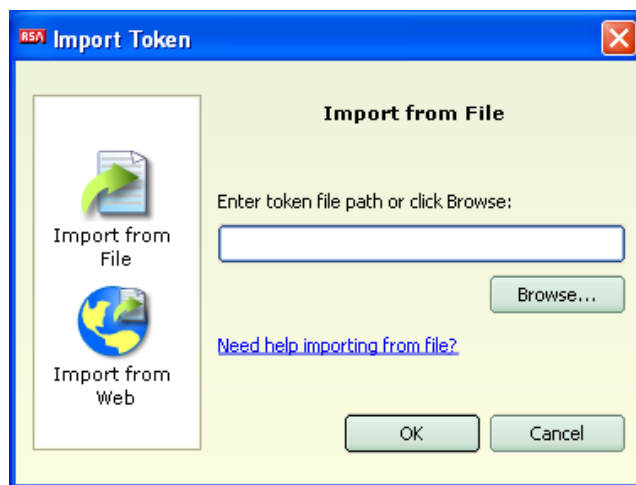 RSA Import Token
Import from File
Import from
File
Import from
Web
Enter token file path or click Browse:
Browse...
Need help importing from file?
OK
Cancel